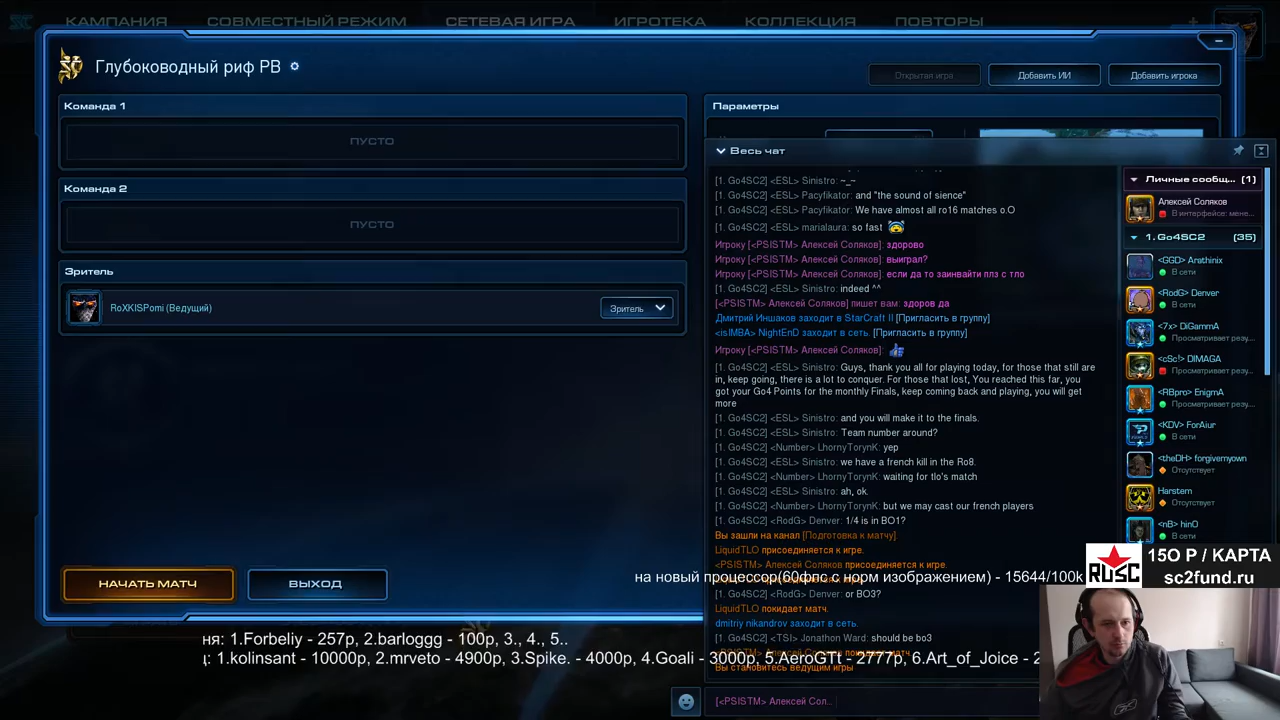 КАМПАНИЯ СОВМЕСТНЫЙ РЕЖИМ СЕТЕВАЯ ИГРА ИГРОТЕКА КОЛЛЕКЦИЯ ПОВТОРЫ
Глубоководный риф РВ
Открытая игра
Добавить ИИ
Добавить игрока
Команда 1
ПУСТО
Команда 2
ПУСТО
Зритель
RoXKISPomi (Ведущий)
Зритель
НАЧАТЬ МАТЧ
ВЫХОД
Параметры
Весь чат
[1. Go4SC2] <ESL> Sinistro: ~_~
[1. Go4SC2] <ESL> Pacyfikator: and "the sound of sience"
[1. Go4SC2] <ESL> Pacyfikator: We have almost all ro16 matches o.O
[1. Go4SC2] <ESL> marialaura: so fast
Игроку [<PSISTM> Алексей Соляков]: здорово
Игроку [<PSISTM> Алексей Соляков]: выиграл?
Игроку [<PSISTM> Алексей Соляков]: если да то заинвайти плз с тло
[1. Go4SC2] <ESL> Sinistro: indeed ^^
[<PSISTM> Алексей Соляков] пишет вам: здоров да
Дмитрий Иншаков заходит в StarCraft II [Пригласить в группу]
<isIMBA> NightEnD заходит в сеть. [Пригласить в группу]
Игроку [<PSISTM> Алексей Соляков]:
[1. Go4SC2] <ESL> Sinistro: Guys, thank you all for playing today, for those that still are
in, keep going, there is a lot to conquer. For those that lost, You reached this far, you
got your Go4 Points for the monthly Finals, keep coming back and playing, you will get
more
[1. Go4SC2] <ESL> Sinistro: and you will make it to the finals.
[1. Go4SC2] <ESL> Sinistro: Team number around?
[1. Go4SC2] <Number> LhornyTorynK: yep
[1. Go4SC2] <ESL> Sinistro: we have a french kill in the Ro8.
[1. Go4SC2] <Number> LhornyTorynK: waiting for tlo's match
[1. Go4SC2] <ESL> Sinistro: ah, ok.
[1. Go4SC2] <Number> LhornyTorynK: but we may cast our french players
[1. Go4SC2] <RodG> Denver: 1/4 is in BO1?
Вы зашли на канал [Подготовка к матчу]
LiquidTLO присоединяется к игре.
<PSISTM> Алексей Соляков присоединяется к игре.
[1. Go4SC2] <RodG> Denver: or BO3?
LiquidTLO покидает матч.
dmitriy nikandrov заходит в сеть.
[1. Go4SC2] <TSI> Jonathon Ward: should be bo3
<PSISTM> Алексей Соляков покидает матч.
Вы становитесь ведущим игры
[<PSISTM> Алексей Сол...
Личные сообщ... (1)
Алексей Соляков
В интерфейсе: мене...
1. Go4SC2 (35)
<GGD> Arathinix
В сети
<RodG> Denver
В сети
<7x> DiGammA
Просматривает резу...
<cSc!> DIMAGA
Просматривает резу...
<RBpro> EnigmA
Просматривает резу...
<KDV> ForAiur
В сети
<theDH> forgivemyown
Отсутствует
Harstem
Отсутствует
<nB> hinO
В сети
RUSC
150 Р / КАРТА
sc2fund.ru
на новый процессор(60фпс с норм изображением) - 15644/100k
ня: 1.Forbeliy - 257р, 2.barloggg - 100р, 3., 4., 5..
1.kolinsant - 10000р, 2.mrveto - 4900р, 3.Spike. - 4000р, 4.Goali - 3000р, 5.AeroGTt - 2777р, 6.Art_of_Joice - 2